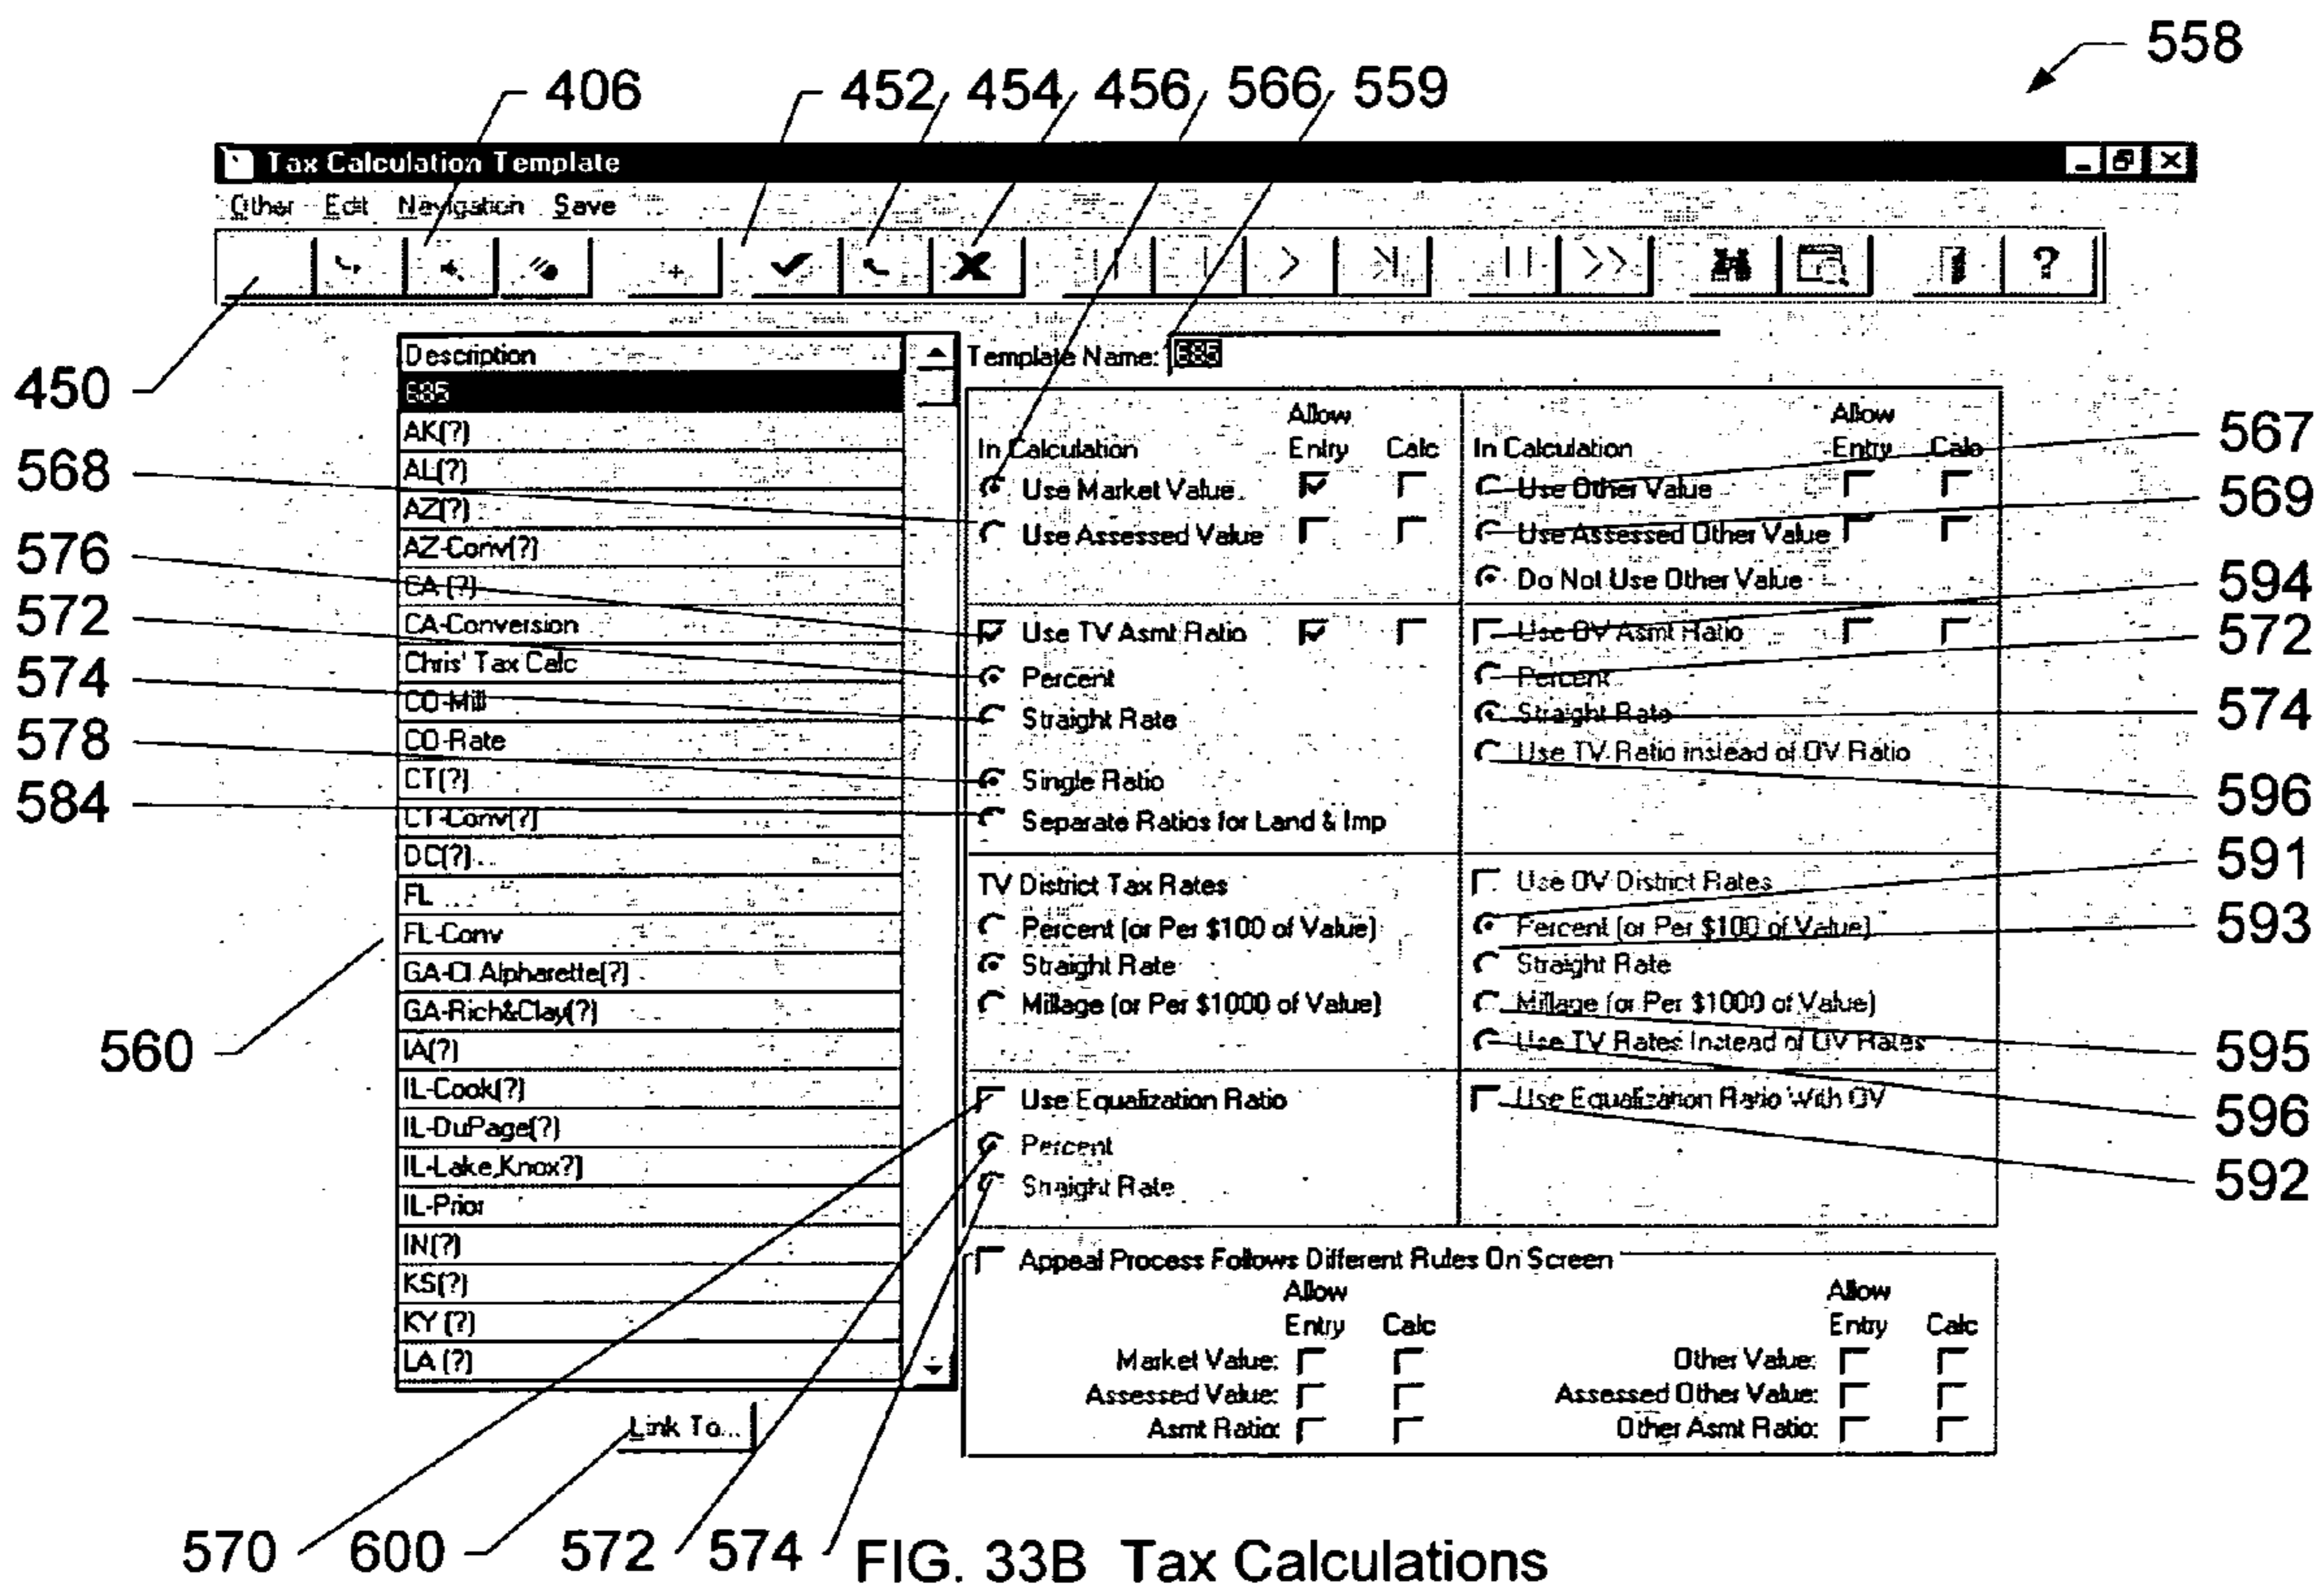 558
406 452 454 456 566 559
Tax Calculation Template
Other Edit Navigation Save
?
450
568
576
572
574
578
584
560
Description
685
AK(?)
AL(?)
AZ(?)
AZ-Conv(?)
CA (?)
CA-Conversion
Chris' Tax Calc
CO-Mill
CO-Rate
CT(?)
CT-Conv(?)
DC(?)
FL
FL-Conv
GA-CI Alpharette(?)
GA-Rich&Clay(?)
IA(?)
IL-Cook(?)
IL-DuPage(?)
IL-Lake,Knox?)
IL-Prior
IN(?)
KS(?)
KY (?)
LA (?)
Link To...
Template Name: 685
Allow
In Calculation Entry Calc
Use Market Value
Use Assessed Value
Use TV Asmt Ratio
Percent
Straight Rate
Single Ratio
Separate Ratios for Land & Imp
TV District Tax Rates
Percent (or Per $100 of Value)
Straight Rate
Millage (or Per $1000 of Value)
Use Equalization Ratio
Percent
Straight Rate
Allow
In Calculation Entry Calc
Use Other Value
Use Assessed Other Value
Do Not Use Other Value
Use OV Asmt Ratio
Percent
Straight Rate
Use TV Ratio instead of OV Ratio
Use OV District Rates
Percent (or Per $100 of Value)
Straight Rate
Millage (or Per $1000 of Value)
Use TV Rates Instead of OV Rates
Use Equalization Ratio With OV
Appeal Process Follows Different Rules On Screen
Allow Allow
Entry Calc Entry Calc
Market Value: Other Value:
Assessed Value: Assessed Other Value:
Asmt Ratio: Other Asmt Ratio:
567
569
594
572
574
596
591
593
595
596
592
570 600 572 574 FIG. 33B Tax Calculations